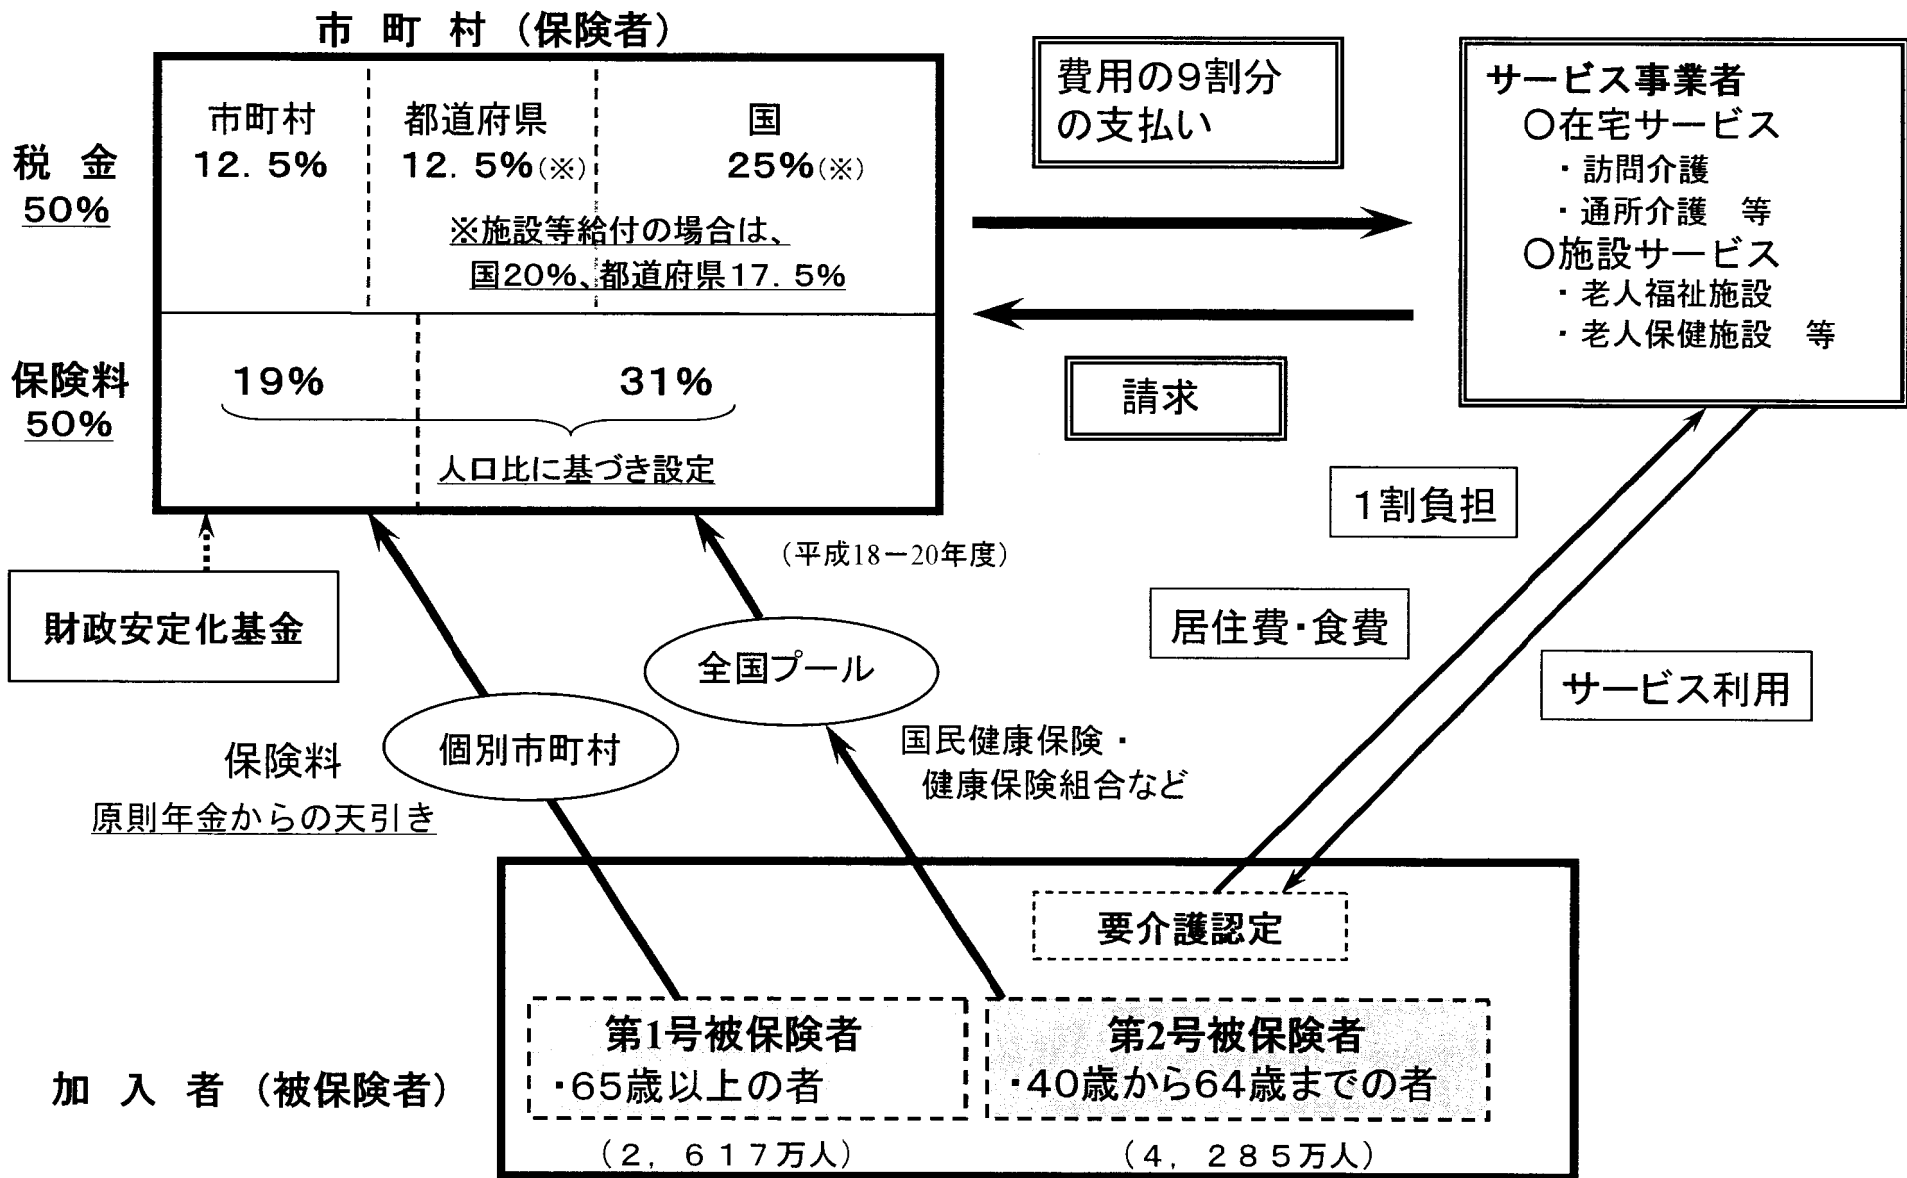 市 町 村 (保険者)
税 金
50%
市町村
12.5%
都道府県
12.5%(※)
国
25%(※)
※施設等給付の場合は、
国20%、都道府県17.5%
保険料
50%
19%
31%
人口比に基づき設定
費用の9割分
の支払い
請求
サービス事業者
○在宅サービス
・訪問介護
・通所介護 等
○施設サービス
・老人福祉施設
・老人保健施設 等
1割負担
居住費・食費
サービス利用
(平成18-20年度)
財政安定化基金
全国プール
個別市町村
保険料
原則年金からの天引き
国民健康保険・
健康保険組合など
要介護認定
加 入 者 (被保険者)
第1号被保険者
・65歳以上の者
(2, 617万人)
第2号被保険者
・40歳から64歳までの者
(4, 285万人)